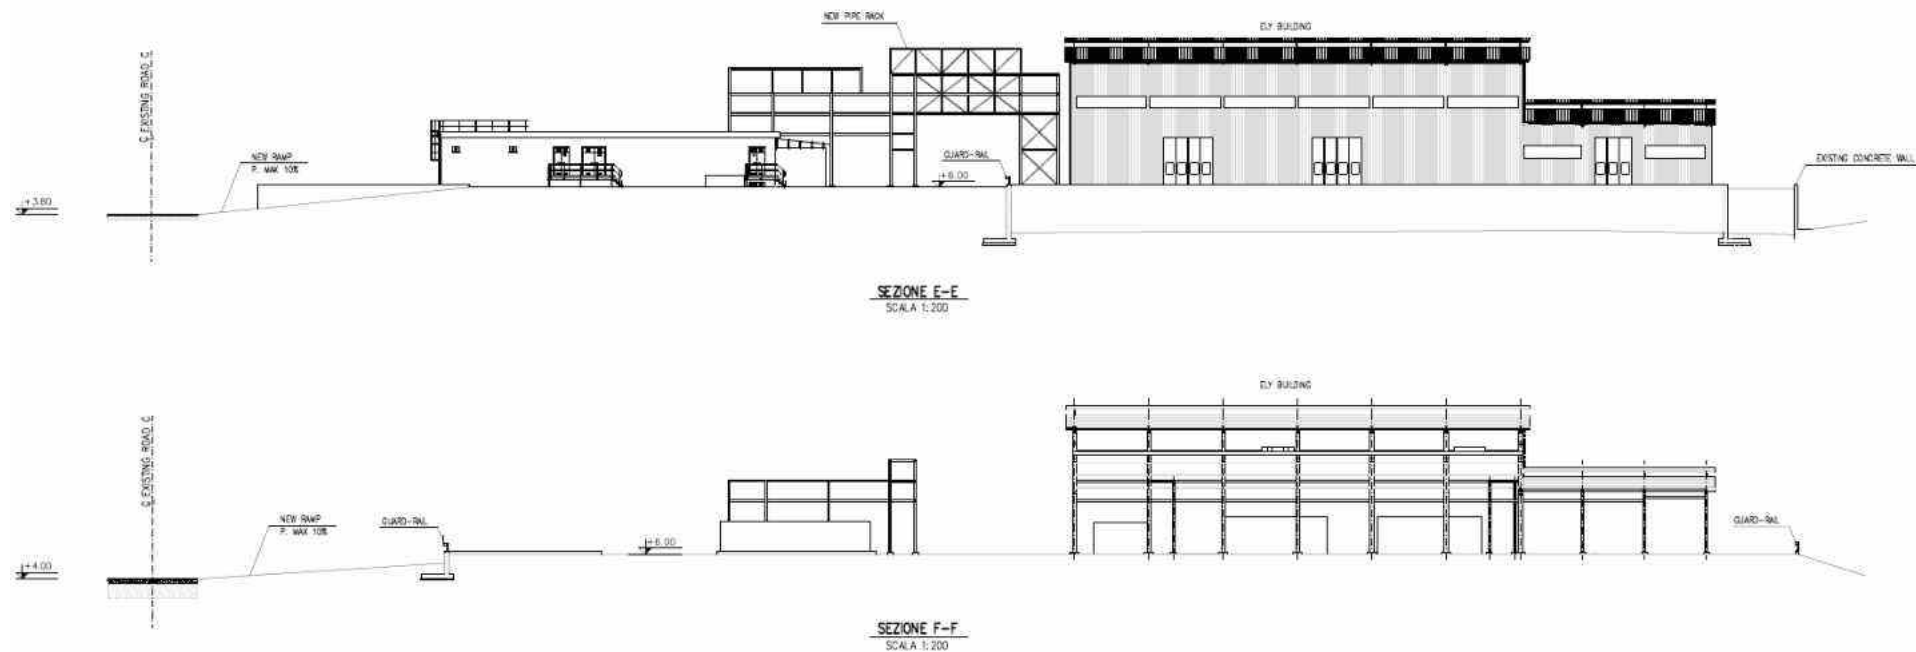 NEW PIPE RACK
ELY BUILDING
C EXISTING ROAD C
NEW RAMP
P. MAX 10%
GUARD-RAIL
+6.00
EXISTING CONCRETE WALL
+3.80
SEZIONE E-E
SCALA 1:200
ELY BUILDING
C EXISTING ROAD C
NEW RAMP
P. MAX 10%
GUARD-RAIL
+6.00
GUARD-RAIL
+4.00
SEZIONE F-F
SCALA 1:200